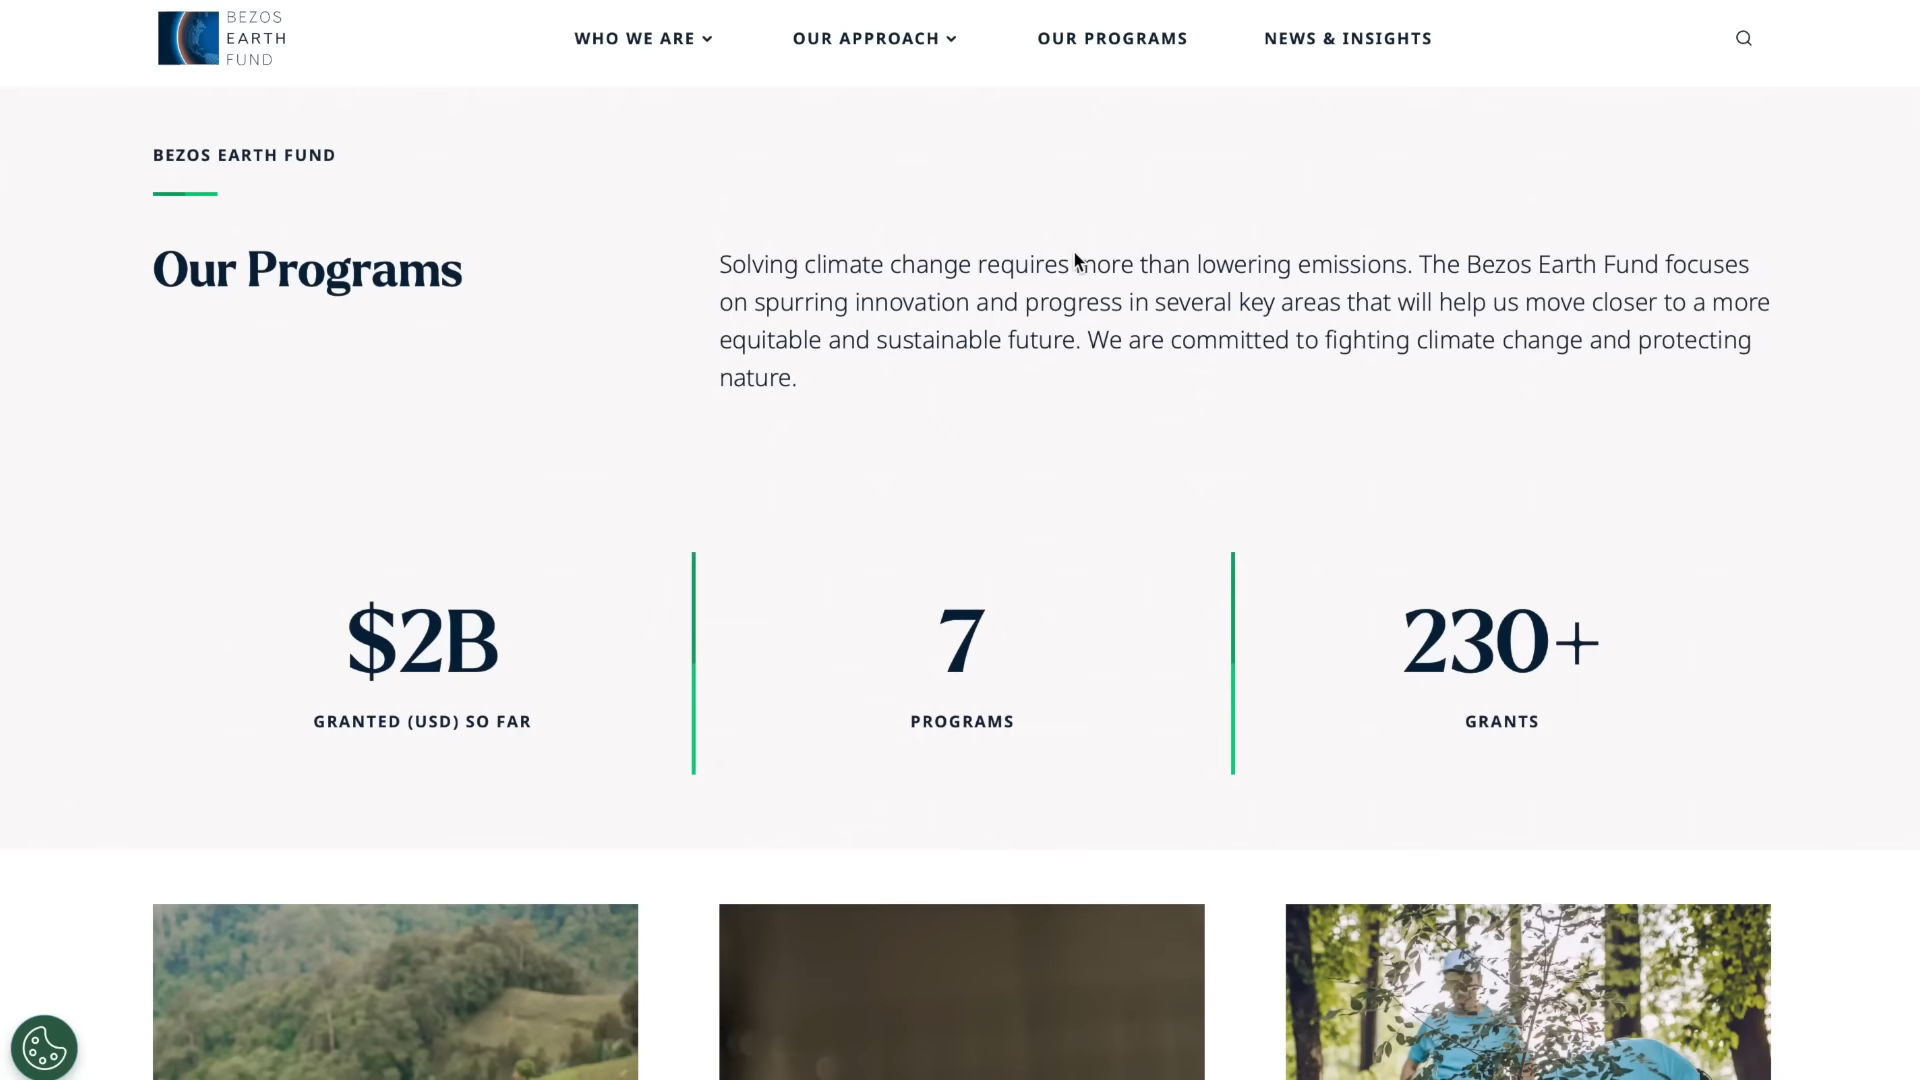 BEZOS
EARTH
FUND
WHO WE ARE
OUR APPROACH
OUR PROGRAMS
NEWS & INSIGHTS
BEZOS EARTH FUND
Our Programs
Solving climate change requires more than lowering emissions. The Bezos Earth Fund focuses
on spurring innovation and progress in several key areas that will help us move closer to a more
equitable and sustainable future. We are committed to fighting climate change and protecting
nature.
$2B
GRANTED (USD) SO FAR
7
PROGRAMS
230+
GRANTS